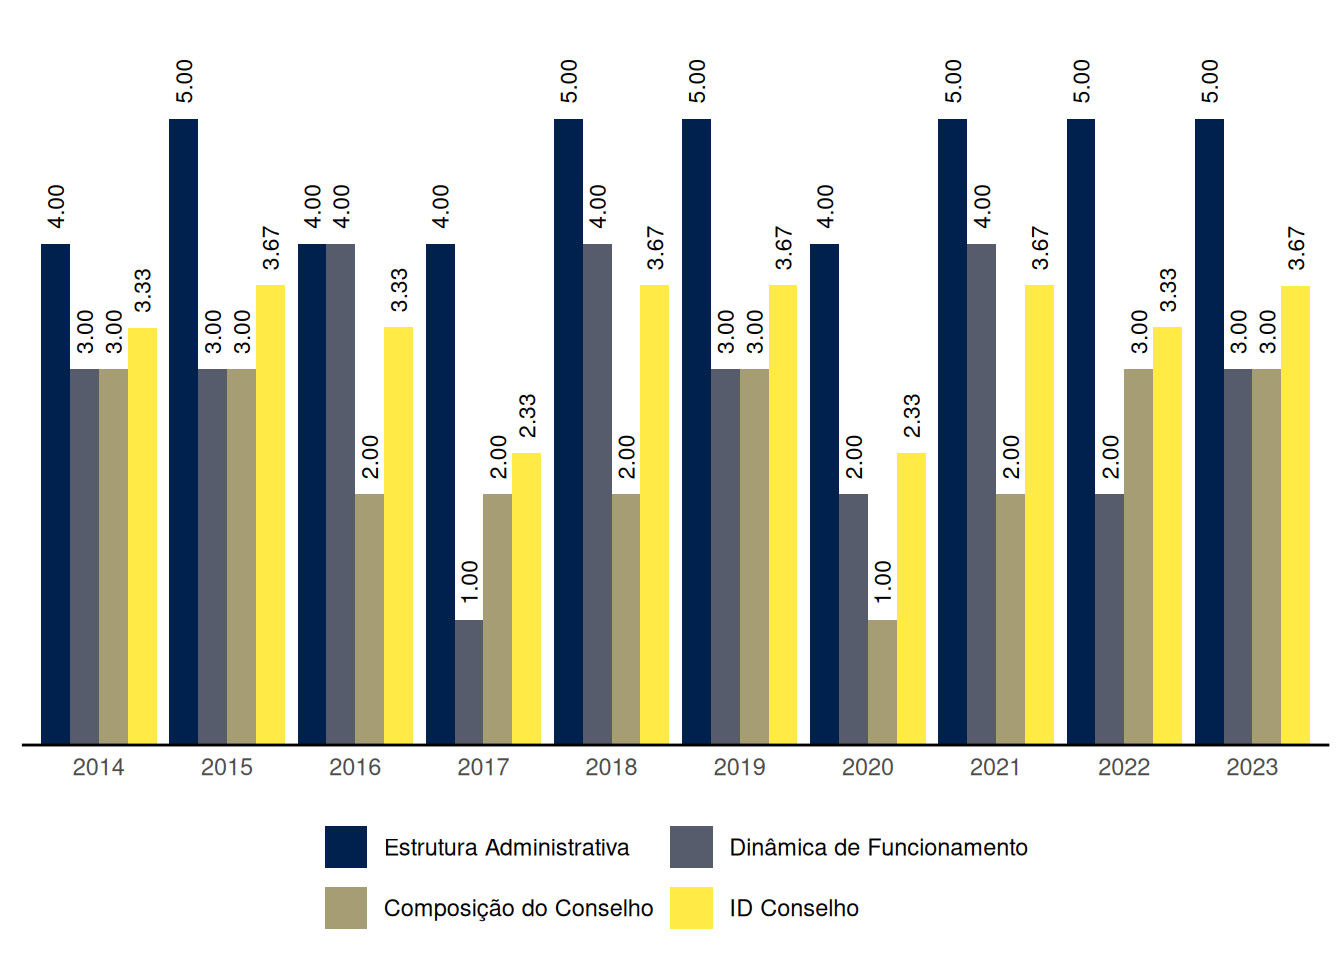 4.00 3.00 3.00 3.33
5.00 3.00 3.00 3.67
4.00 4.00 2.00 3.33
4.00 1.00 2.00 2.33
5.00 4.00 2.00 3.67
5.00 3.00 3.00 3.67
4.00 2.00 1.00 2.33
5.00 4.00 2.00 3.67
5.00 2.00 3.00 3.33
5.00 3.00 3.00 3.67
2014 2015 2016 2017 2018 2019 2020 2021 2022 2023
Estrutura Administrativa Dinâmica de Funcionamento
Composição do Conselho ID Conselho